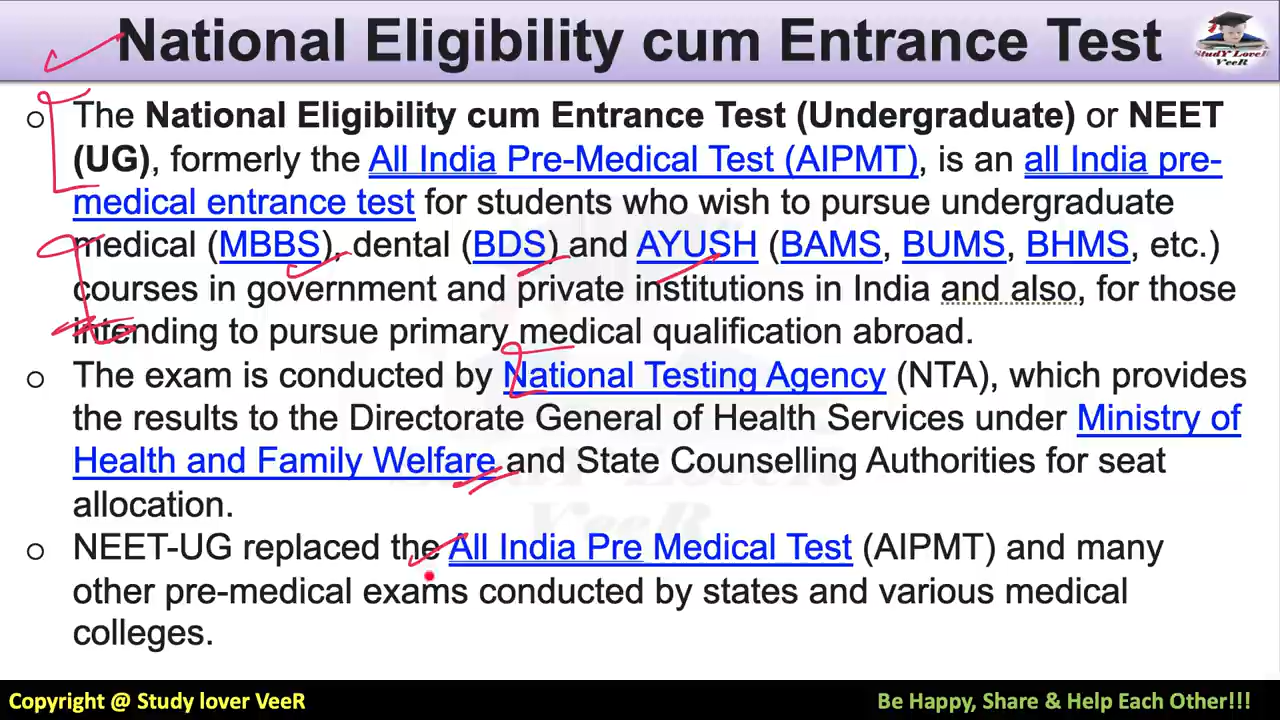 National Eligibility cum Entrance Test
StudY LoveR
VeeR
o The National Eligibility cum Entrance Test (Undergraduate) or NEET
(UG), formerly the All India Pre-Medical Test (AIPMT), is an all India pre-
medical entrance test for students who wish to pursue undergraduate
medical (MBBS), dental (BDS) and AYUSH (BAMS, BUMS, BHMS, etc.)
courses in government and private institutions in India and also, for those
intending to pursue primary medical qualification abroad.
o The exam is conducted by National Testing Agency (NTA), which provides
the results to the Directorate General of Health Services under Ministry of
Health and Family Welfare and State Counselling Authorities for seat
allocation.
o NEET-UG replaced the All India Pre Medical Test (AIPMT) and many
other pre-medical exams conducted by states and various medical
colleges.
StudY LoveR
VeeR
Copyright @ Study lover VeeR
Be Happy, Share & Help Each Other!!!